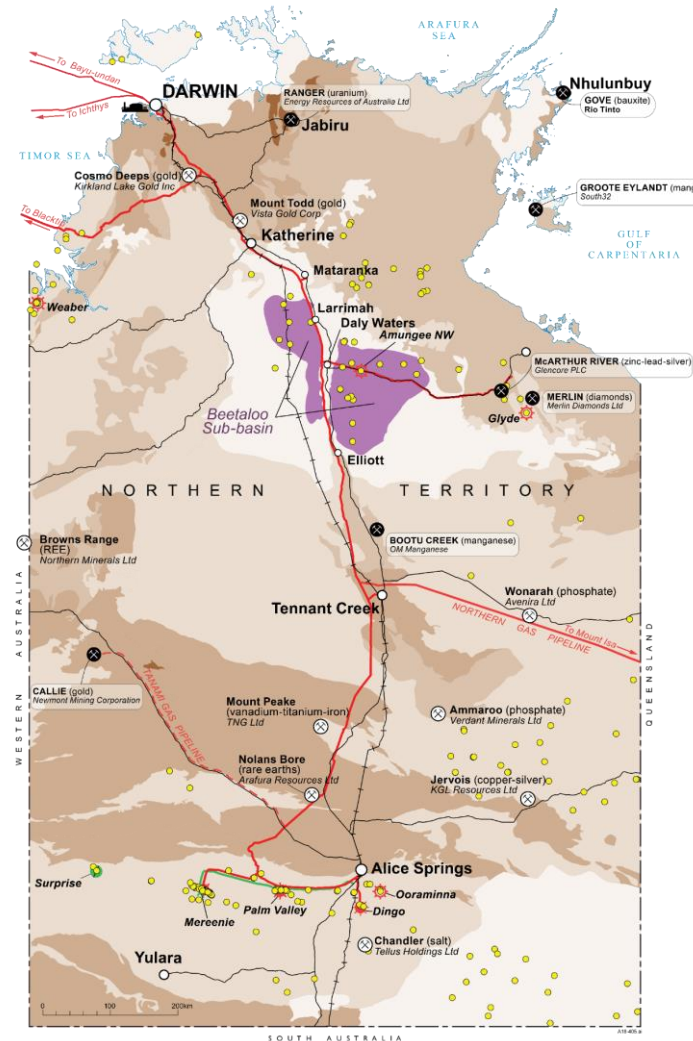 ARAFURA
SEA
To Bayu-undan
DARWIN
To Ichthys
RANGER (uranium)
Energy Resources of Australia Ltd
Jabiru
Nhulunbuy
GOVE (bauxite)
Rio Tinto
TIMOR SEA
Cosmo Deeps (gold)
Kirkland Lake Gold Inc
GROOTE EYLANDT (mang
South32
To Blacktip
Mount Todd (gold)
Vista Gold Corp
Katherine
GULF
OF
CARPENTARIA
Mataranka
Weaber
Larrimah
Daly Waters
Amungee NW
McARTHUR RIVER (zinc-lead-silver)
Glencore PLC
MERLIN (diamonds)
Merlin Diamonds Ltd
Glyde
Beetaloo
Sub-basin
Elliott
NORTHERN TERRITORY
Browns Range
(REE)
Northern Minerals Ltd
BOOTU CREEK (manganese)
OM Manganese
Wonarah (phosphate)
Avenira Ltd
Tennant Creek
NORTHERN GAS PIPELINE
To Mount Isa
WESTERN AUSTRALIA
QUEENSLAND
CALLIE (gold)
Newmont Mining Corporation
TANAMI GAS PIPELINE
Mount Peake
(vanadium-titanium-iron)
TNG Ltd
Ammaroo (phosphate)
Verdant Minerals Ltd
Nolans Bore
(rare earths)
Arafura Resources Ltd
Jervois (copper-silver)
KGL Resources Ltd
Alice Springs
Surprise
Mereenie
Palm Valley
Ooraminna
Dingo
Chandler (salt)
Tellus Holdings Ltd
Yulara
0 100 200km
SOUTH AUSTRALIA